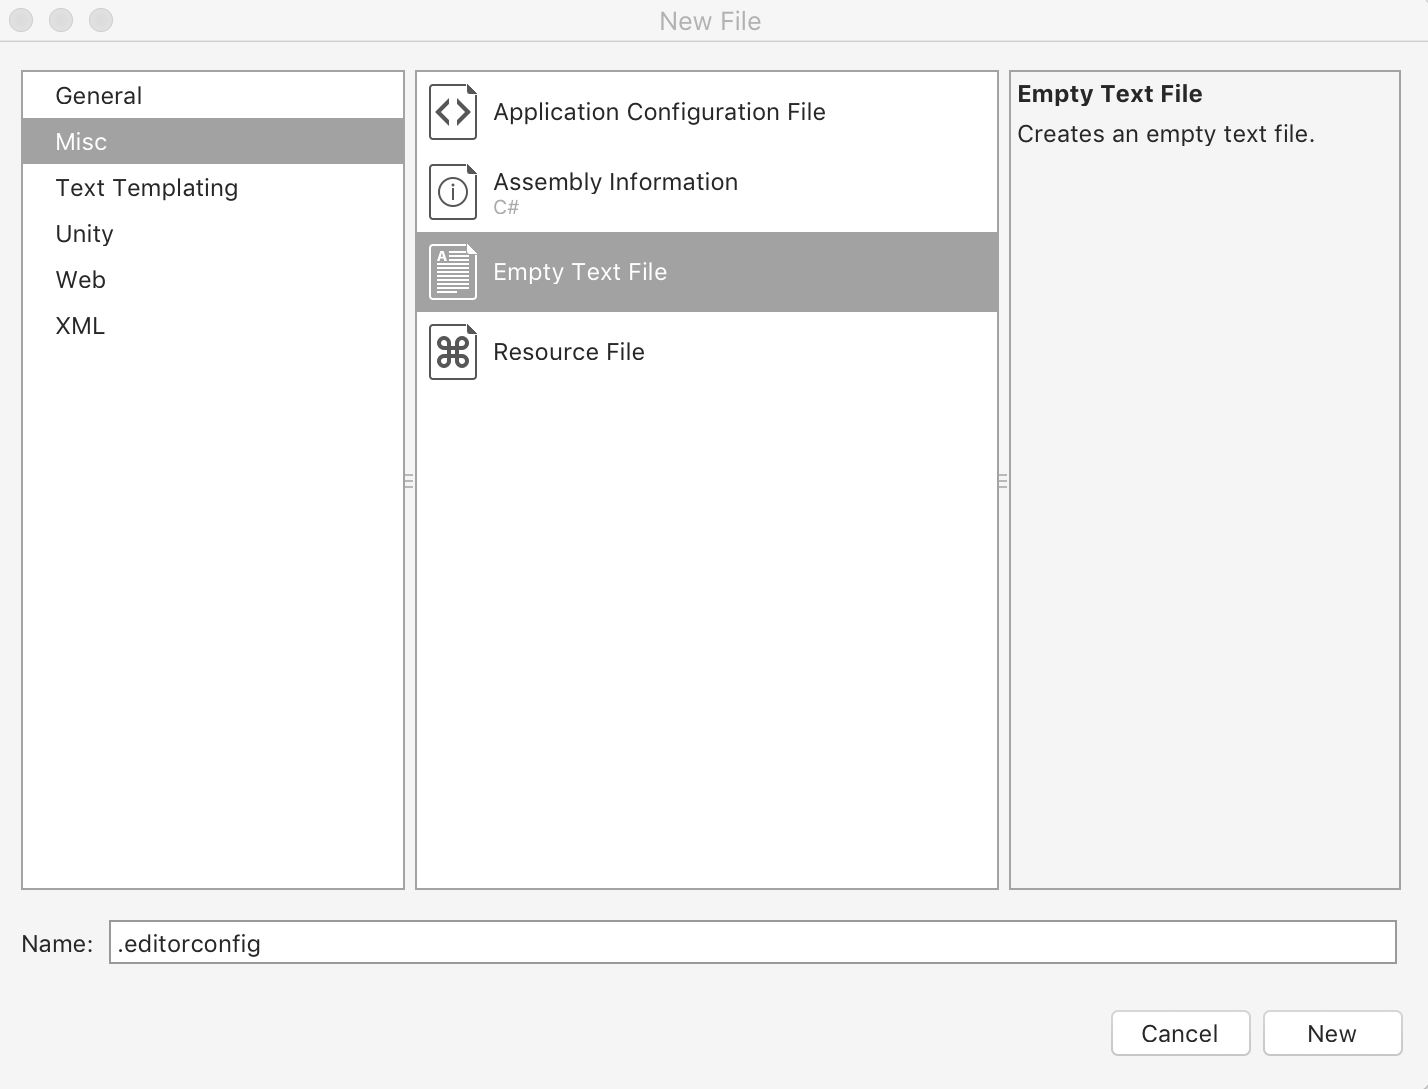 New File
General
Misc
Text Templating
Unity
Web
XML
Application Configuration File
Assembly Information
C#
Empty Text File
Resource File
Empty Text File
Creates an empty text file.
Name: .editorconfig
Cancel New